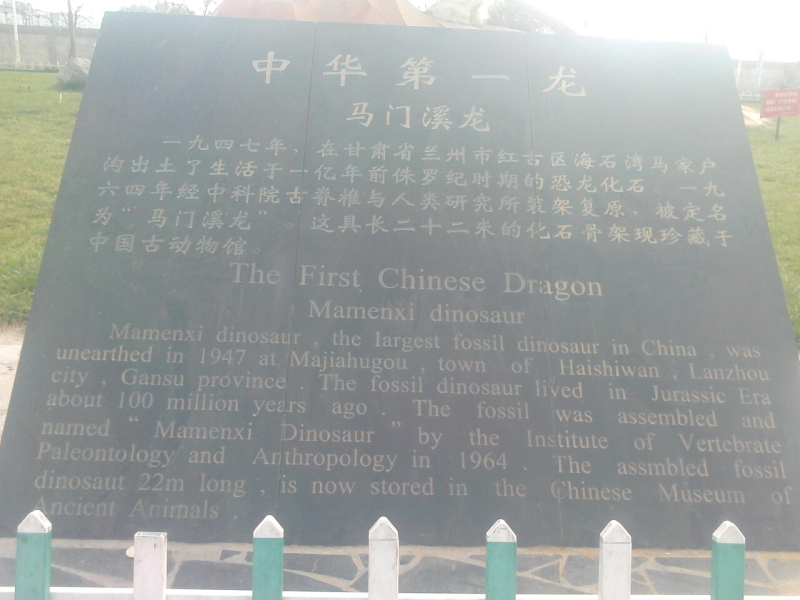 中华第一龙
马门溪龙
一九四七年，在甘肃省兰州市红古区海石湾马家户
沟出土了生活于一亿年前侏罗纪时期的恐龙化石。一九
六四年经中科院古脊椎与人类研究所装架复原，被定名
为“马门溪龙”。这具长二十二米的化石骨架现珍藏于
中国古动物馆。
The First Chinese Dragon
Mamenxi dinosaur
Mamenxi dinosaur , the largest fossil dinosaur in China , was
unearthed in 1947 at Majiahugou , town of Haishiwan , Lanzhou
city , Gansu province . The fossil dinosaur lived in Jurassic Era
about 100 million years ago . The fossil was assembled and
named “ Mamenxi Dinosaur ” by the Institute of Vertebrate
Paleontology and Anthropology in 1964 . The assmbled fossil
dinosaut 22m long , is now stored in the Chinese Museum of
Ancient Animals .